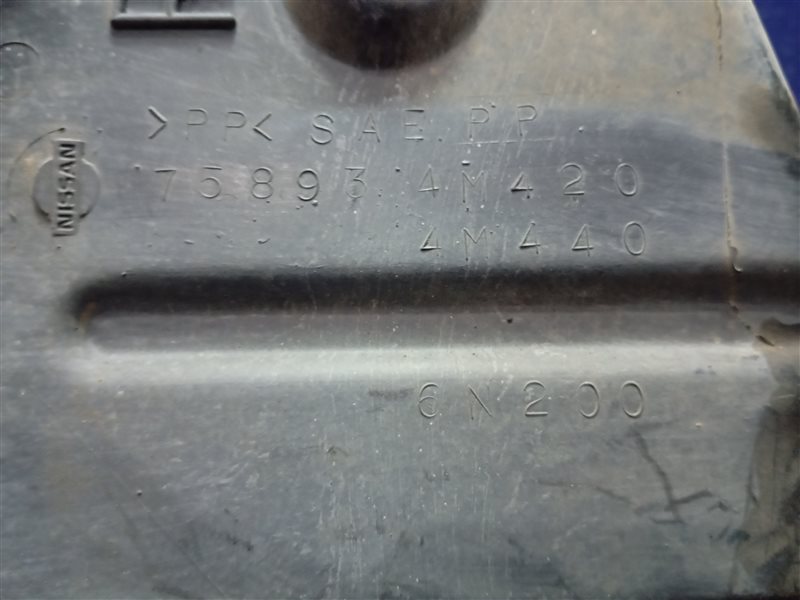 >PP< SAE PP
NISSAN
75893 4M420
4M440
6N200